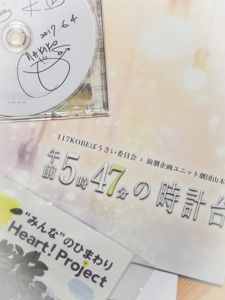 2017.6.4
117KOBEぼうさい委員会 × 演劇企画ユニット劇団山本
午前5時47分の時計台
"みんな"のひまわり
Heart! Project